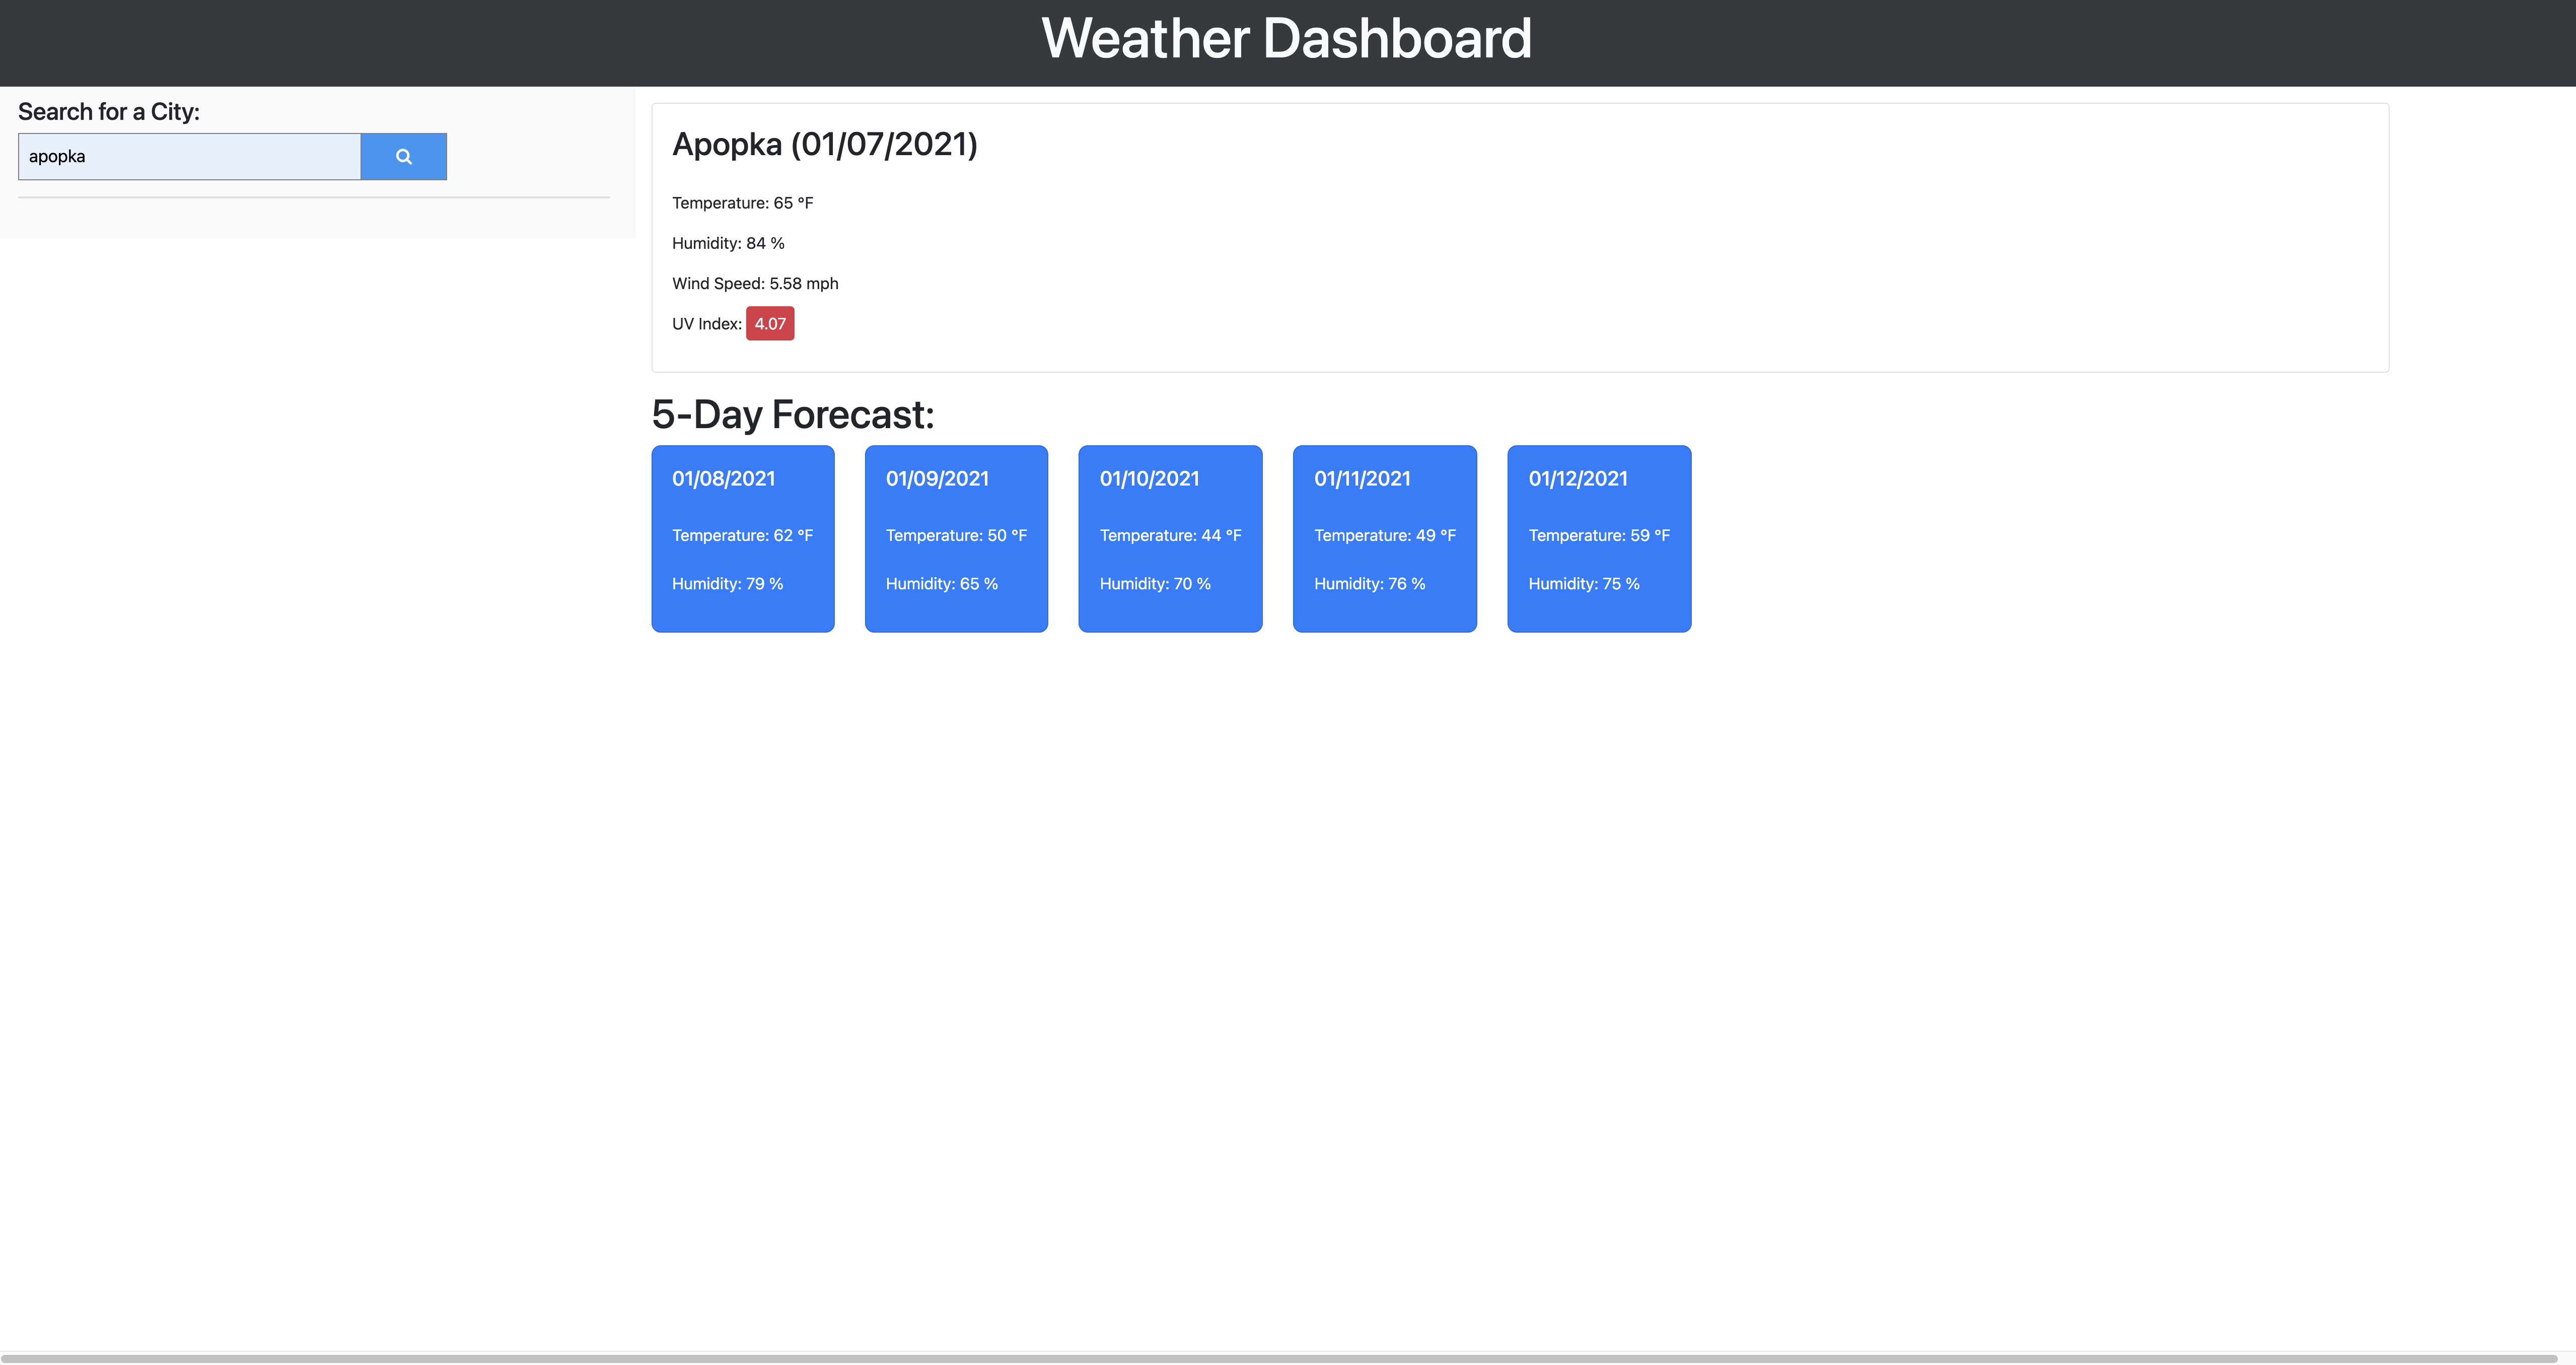 Weather Dashboard
Search for a City:
apopka
Apopka (01/07/2021)
Temperature: 65 °F
Humidity: 84 %
Wind Speed: 5.58 mph
UV Index: 4.07
5-Day Forecast:
01/08/2021
Temperature: 62 °F
Humidity: 79 %
01/09/2021
Temperature: 50 °F
Humidity: 65 %
01/10/2021
Temperature: 44 °F
Humidity: 70 %
01/11/2021
Temperature: 49 °F
Humidity: 76 %
01/12/2021
Temperature: 59 °F
Humidity: 75 %